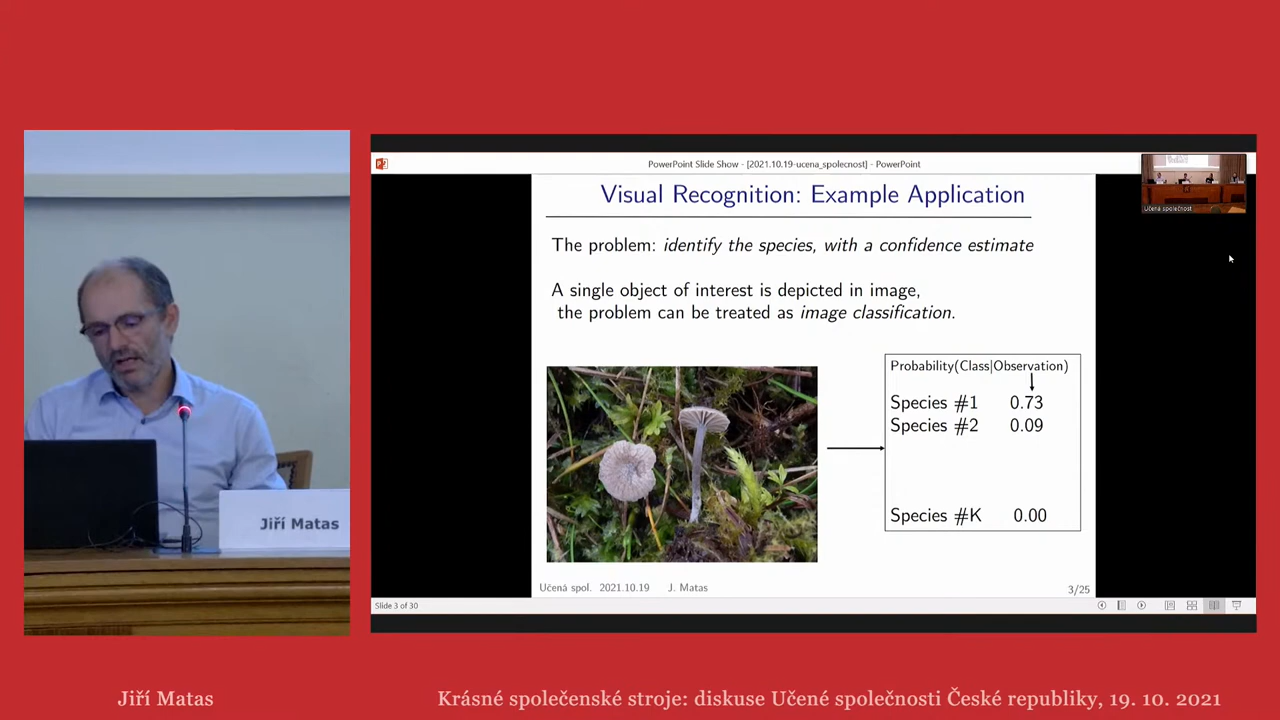 PowerPoint Slide Show - [2021.10.19-ucena_spolecnost] - PowerPoint
Visual Recognition: Example Application
Učená společnost
The problem: identify the species, with a confidence estimate
A single object of interest is depicted in image,
the problem can be treated as image classification.
Probability(Class|Observation)
Species #1 0.73
Species #2 0.09
Species #K 0.00
Jiří Matas
Učená spol. 2021.10.19 J. Matas
3/25
Slide 3 of 30
Jiří Matas
Krásné společenské stroje: diskuse Učené společnosti České republiky, 19. 10. 2021